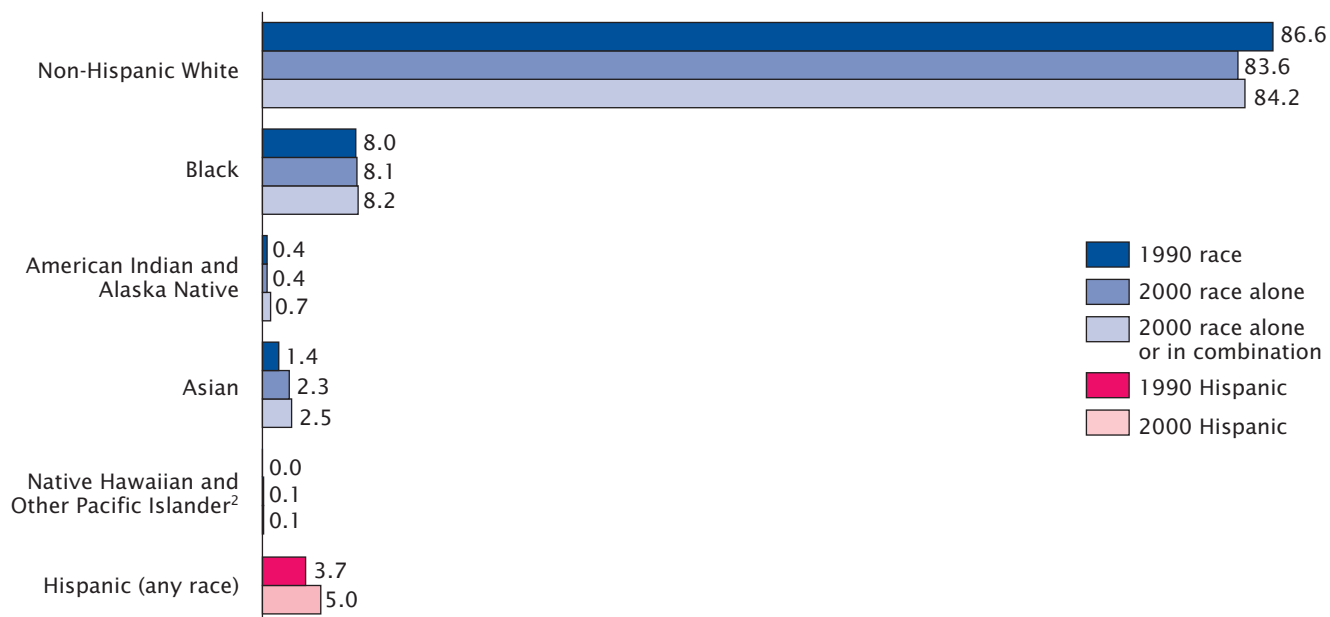 86.6
Non-Hispanic White
83.6
84.2
8.0
Black
8.1
8.2
0.4
American Indian and
Alaska Native
0.4
0.7
1.4
Asian
2.3
2.5
0.0
Native Hawaiian and
Other Pacific Islander²
0.1
0.1
Hispanic (any race)
3.7
5.0
1990 race
2000 race alone
2000 race alone
or in combination
1990 Hispanic
2000 Hispanic